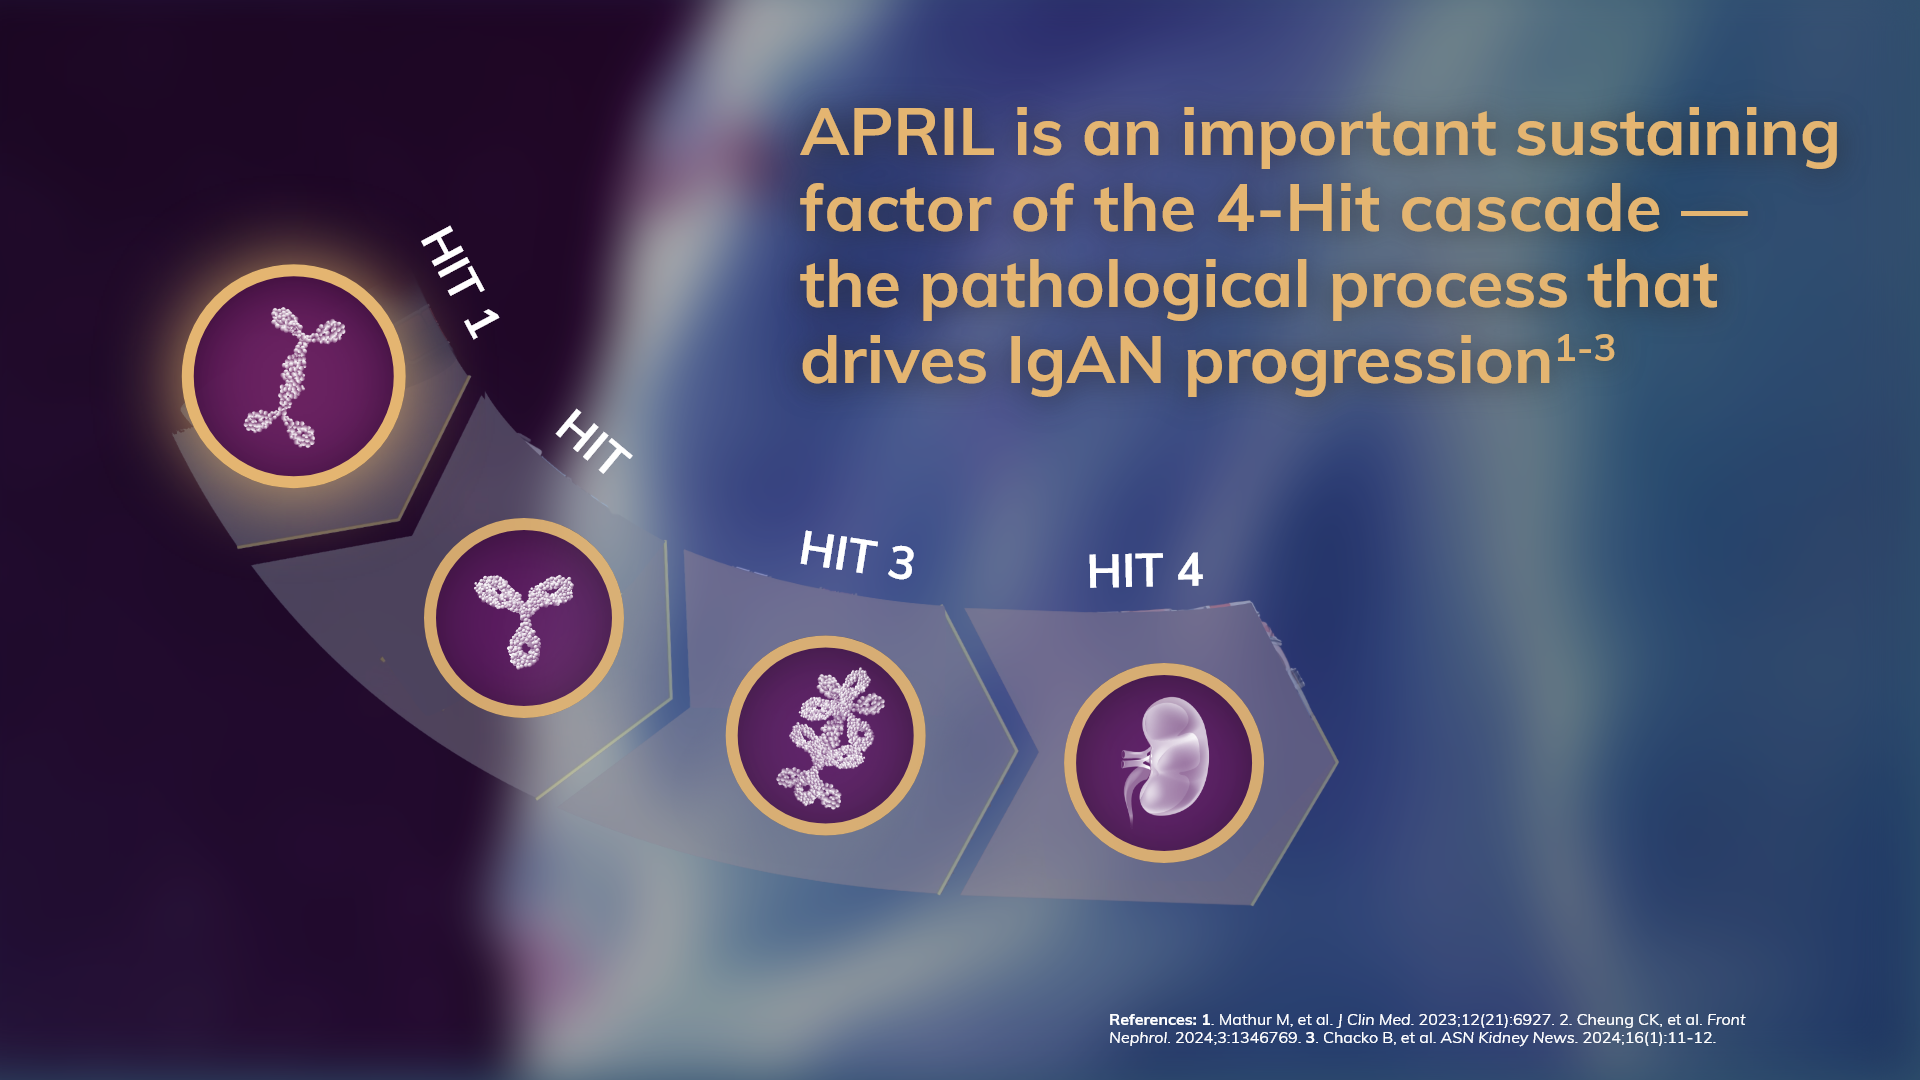 APRIL is an important sustaining
factor of the 4-Hit cascade —
the pathological process that
drives IgAN progression1-3
HIT 1
HIT
HIT 3
HIT 4
References: 1. Mathur M, et al. J Clin Med. 2023;12(21):6927. 2. Cheung CK, et al. Front
Nephrol. 2024;3:1346769. 3. Chacko B, et al. ASN Kidney News. 2024;16(1):11-12.